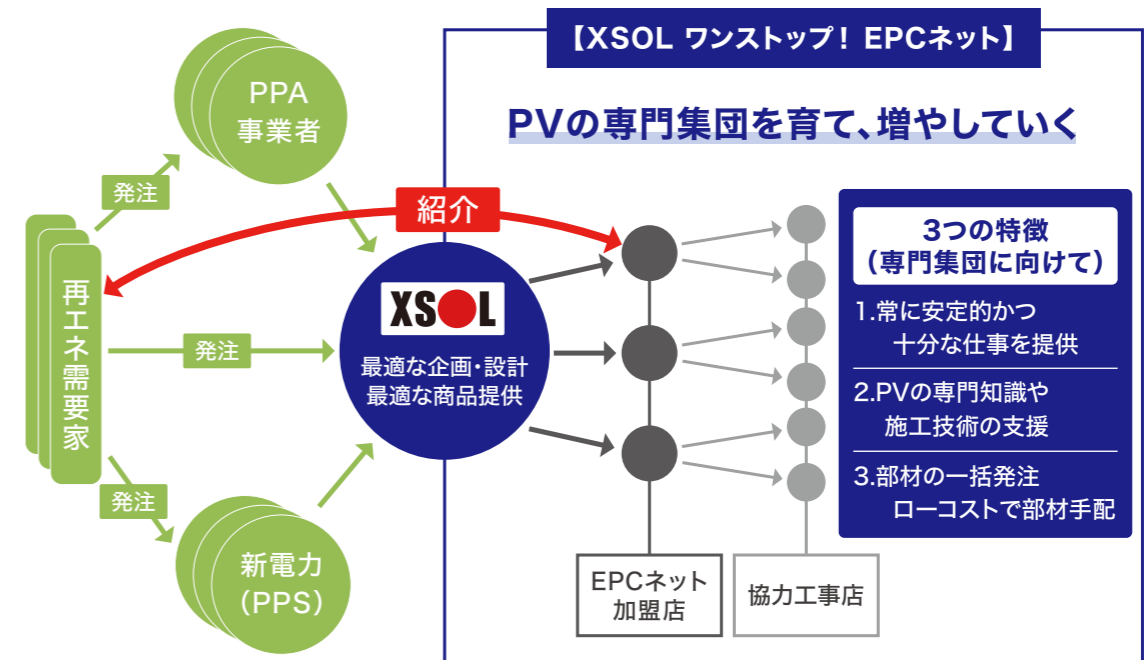 【XSOL ワンストップ！ EPCネット】
PVの専門集団を育て、増やしていく
PPA
事業者
発注
紹介
再エネ需要家
発注
XSOL
最適な企画・設計
最適な商品提供
発注
新電力
（PPS）
EPCネット
加盟店
協力工事店
3つの特徴
（専門集団に向けて）
1.常に安定的かつ
十分な仕事を提供
2.PVの専門知識や
施工技術の支援
3.部材の一括発注
ローコストで部材手配